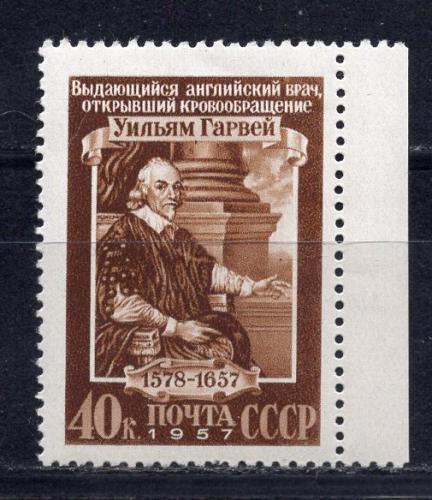 Выдающийся английский врач,
открывший кровообращение
Уильям Гарвей
1578-1657
40к. ПОЧТА СССР
1957